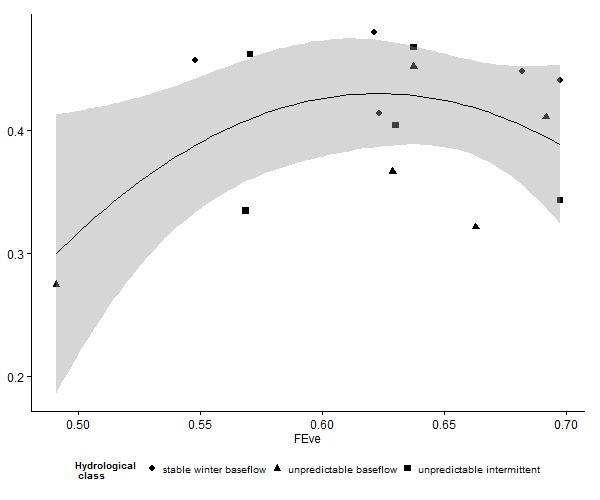 0.4
0.3
0.2
0.50 0.55 0.60 0.65 0.70
FEve
Hydrological
class
stable winter baseflow unpredictable baseflow unpredictable intermittent